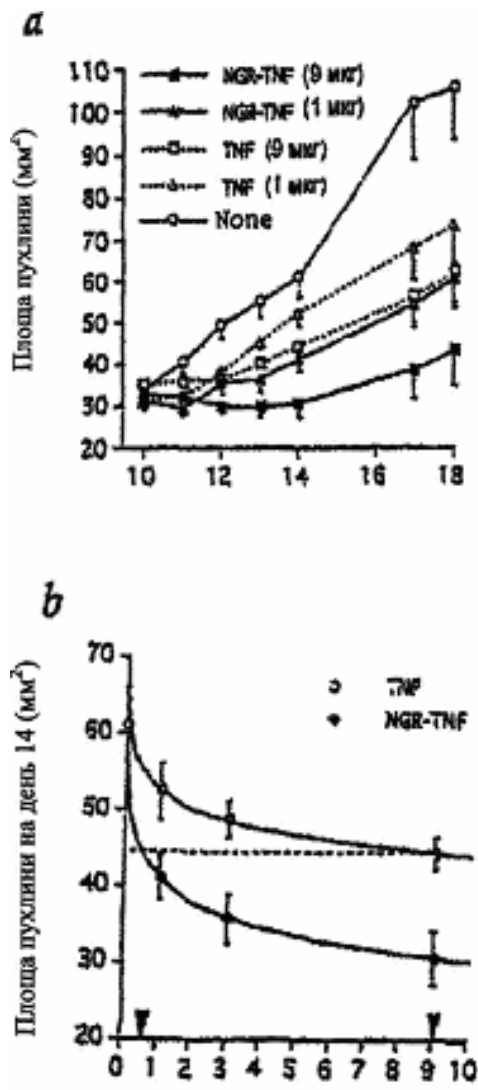 a
110
100
90
80
70
60
50
40
30
20
Площа пухлини (мм²)
NGR-TNF (9 мкг)
NGR-TNF (1 мкг)
TNF (9 мкг)
TNF (1 мкг)
None
10 11 12 14 16 18
b
70
60
50
40
30
20
Площа пухлини на день 14 (мм²)
TNF
NGR-TNF
0 1 2 3 4 5 6 7 8 9 10